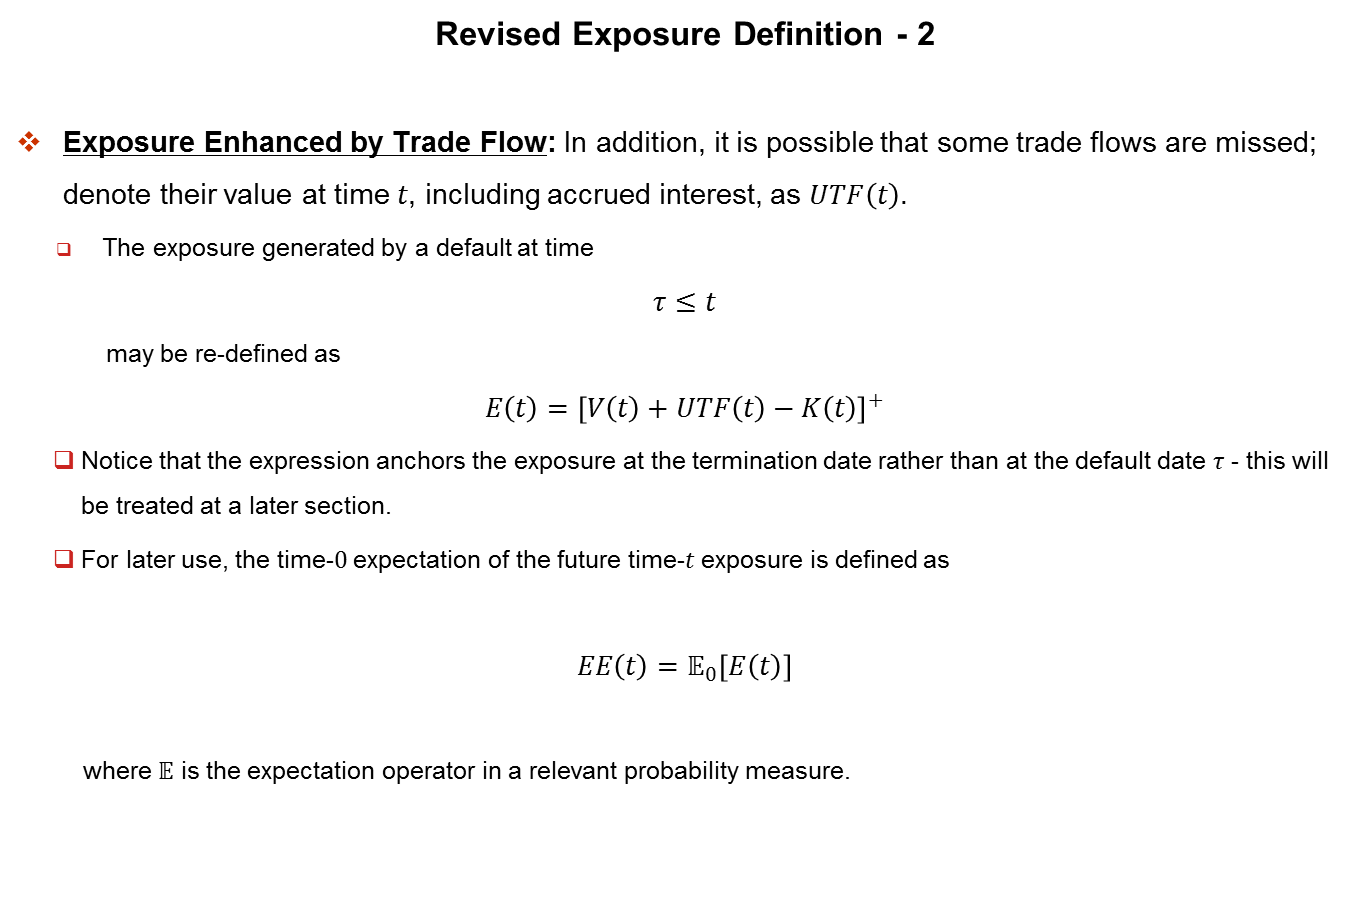 Revised Exposure Definition - 2
❖ Exposure Enhanced by Trade Flow: In addition, it is possible that some trade flows are missed;
denote their value at time t, including accrued interest, as UTF(t).
❑ The exposure generated by a default at time
τ ≤ t
may be re-defined as
E(t) = [V(t) + UTF(t) − K(t)]⁺
❑ Notice that the expression anchors the exposure at the termination date rather than at the default date τ - this will
be treated at a later section.
❑ For later use, the time-0 expectation of the future time-t exposure is defined as
EE(t) = 𝔼₀[E(t)]
where 𝔼 is the expectation operator in a relevant probability measure.